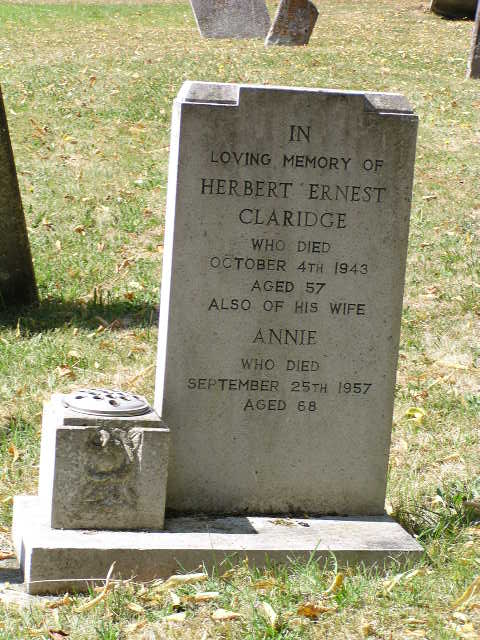 IN
LOVING MEMORY OF
HERBERT ERNEST
CLARIDGE
WHO DIED
OCTOBER 4TH 1943
AGED 57
ALSO OF HIS WIFE
ANNIE
WHO DIED
SEPTEMBER 25TH 1957
AGED 68